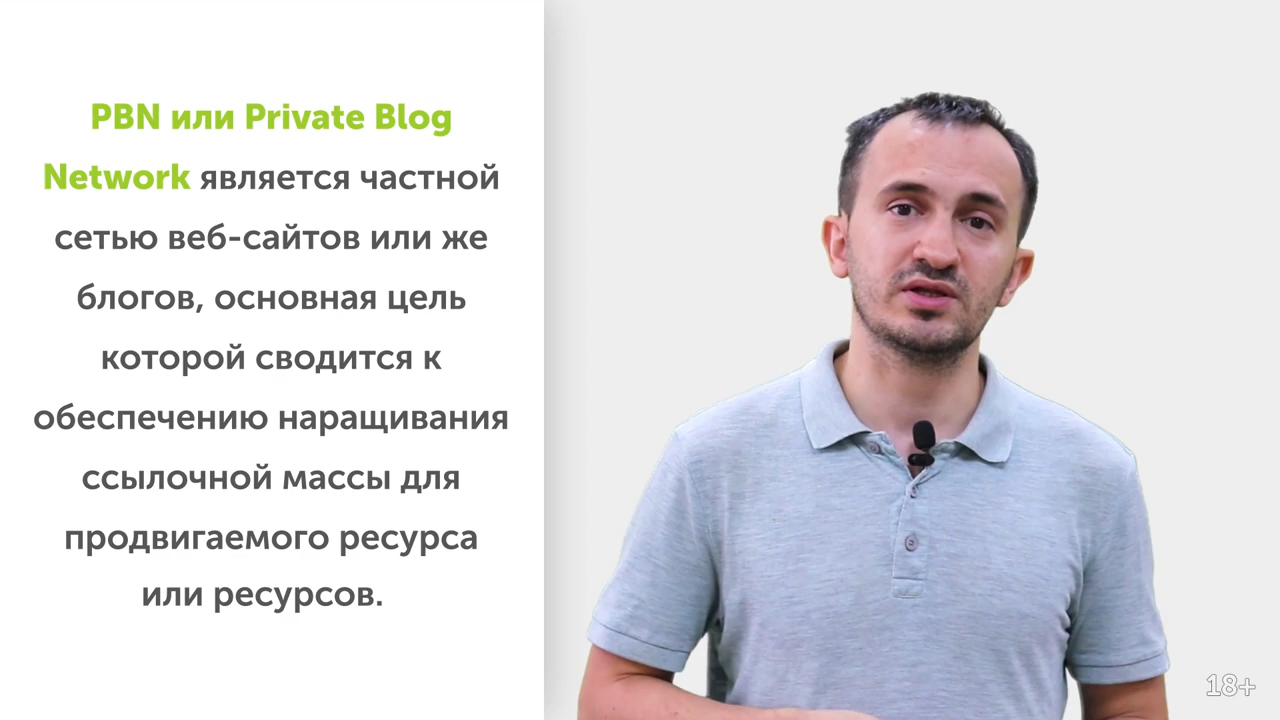 PBN или Private Blog
Network является частной
сетью веб-сайтов или же
блогов, основная цель
которой сводится к
обеспечению наращивания
ссылочной массы для
продвигаемого ресурса
или ресурсов.
18+